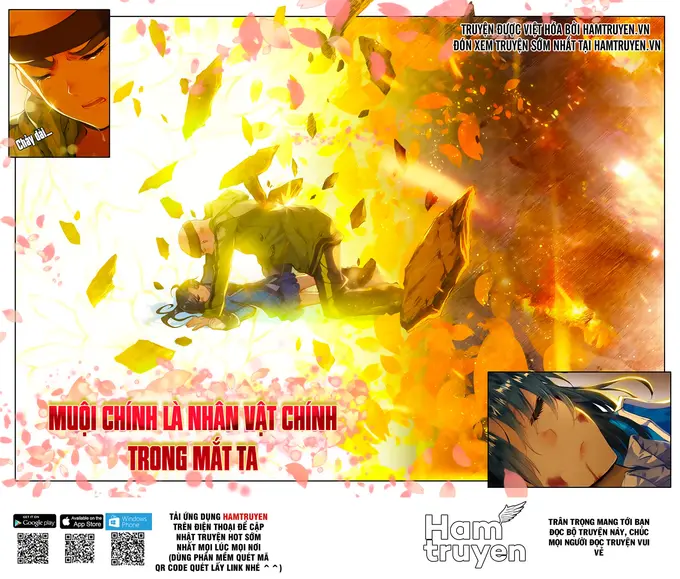 TRUYỆN ĐƯỢC VIỆT HÓA BỞI HAMTRUYEN.VN
ĐÓN XEM TRUYỆN SỚM NHẤT TẠI HAMTRUYEN.VN
Chạy đại...
MUỘI CHÍNH LÀ NHÂN VẬT CHÍNH
TRONG MẮT TA
GET IT ON
Google play
Available on the
App Store
Windows
Phone
TẢI ỨNG DỤNG HAMTRUYEN
TRÊN ĐIỆN THOẠI ĐỂ CẬP
NHẬT TRUYỆN HOT SỚM
NHẤT MỌI LÚC MỌI NƠI
(DÙNG PHẦN MỀM QUÉT MÃ
QR CODE QUÉT LẤY LINK NHÉ ^ ^)
Ham
truyen
TRÂN TRỌNG MANG TỚI BẠN
ĐỌC BỘ TRUYỆN NÀY, CHÚC
MỌI NGƯỜI ĐỌC TRUYỆN VUI
VẺ